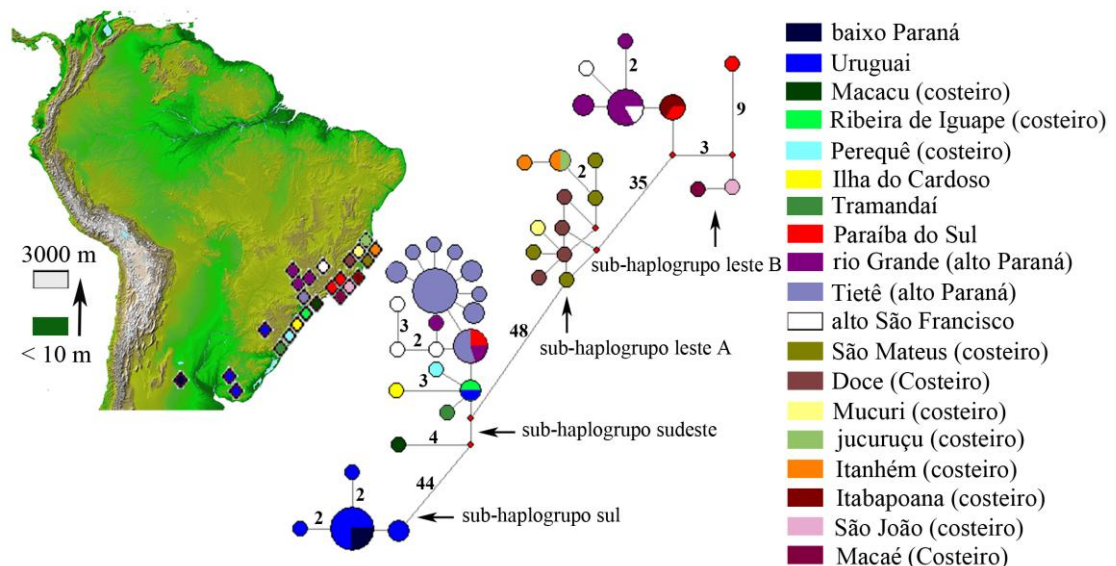 3000 m
< 10 m
2
9
3
35
2
sub-haplogrupo leste B
sub-haplogrupo leste A
48
3
2
3
sub-haplogrupo sudeste
4
44
2
2
sub-haplogrupo sul
baixo Paraná
Uruguai
Macacu (costeiro)
Ribeira de Iguape (costeiro)
Perequê (costeiro)
Ilha do Cardoso
Tramandaí
Paraíba do Sul
rio Grande (alto Paraná)
Tietê (alto Paraná)
alto São Francisco
São Mateus (costeiro)
Doce (Costeiro)
Mucuri (costeiro)
jucuruçu (costeiro)
Itanhém (costeiro)
Itabapoana (costeiro)
São João (costeiro)
Macaé (Costeiro)